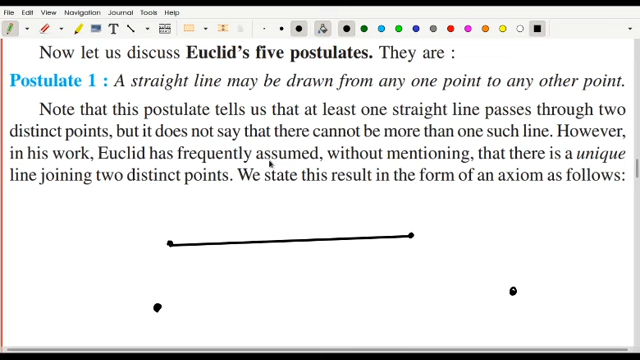 File Edit View Navigation Journal Tools Plugin Help
Now let us discuss Euclid's five postulates. They are :
Postulate 1 : A straight line may be drawn from any one point to any other point.
Note that this postulate tells us that at least one straight line passes through two
distinct points, but it does not say that there cannot be more than one such line. However,
in his work, Euclid has frequently assumed, without mentioning, that there is a unique
line joining two distinct points. We state this result in the form of an axiom as follows: